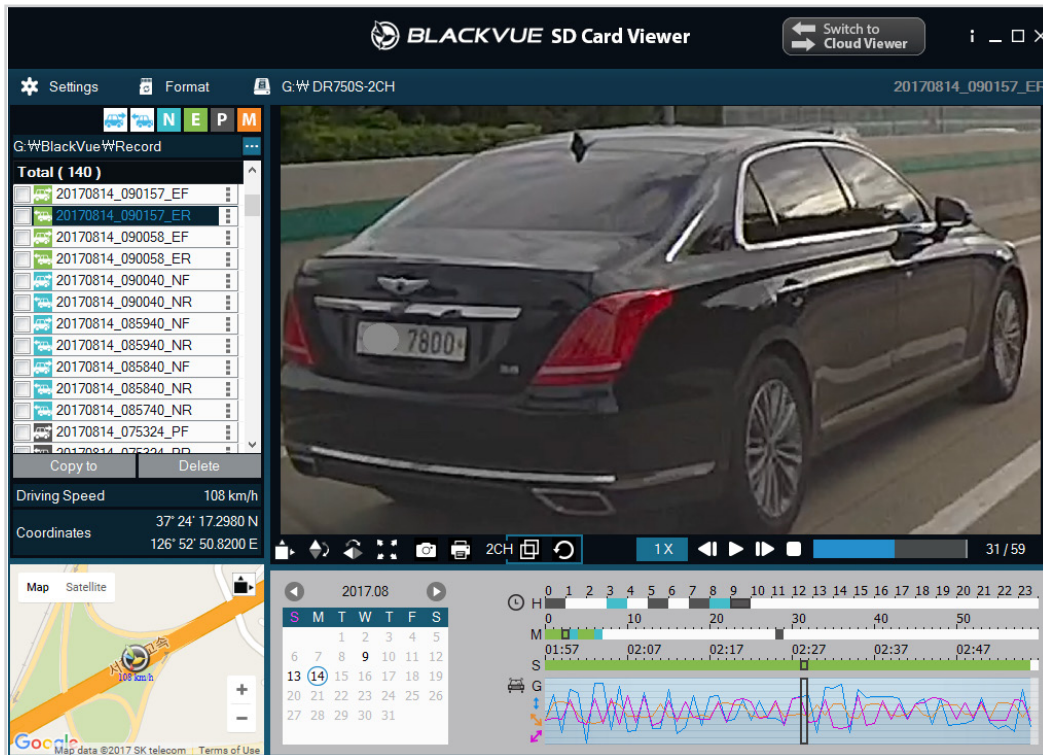 BLACKVUE SD Card Viewer
Switch to
Cloud Viewer
Settings
Format
G:₩ DR750S-2CH
20170814_090157_ER
N E P M
G:₩BlackVue₩Record
Total ( 140 )
20170814_090157_EF
20170814_090157_ER
20170814_090058_EF
20170814_090058_ER
20170814_090040_NF
20170814_090040_NR
20170814_085940_NF
20170814_085940_NR
20170814_085840_NF
20170814_085840_NR
20170814_085740_NR
20170814_075324_PF
20170814_075324_PR
Copy to
Delete
Driving Speed 108 km/h
Coordinates
37° 24' 17.2980 N
126° 52' 50.8200 E
7800
2CH
1X
31 / 59
Map Satellite
고속
108 km/h
Google
Map data ©2017 SK telecom
Terms of Use
2017.08
S M T W T F S
1 2 3 4 5
6 7 8 9 10 11 12
13 14 15 16 17 18 19
20 21 22 23 24 25 26
27 28 29 30 31
0 1 2 3 4 5 6 7 8 9 10 11 12 13 14 15 16 17 18 19 20 21 22 23
H
0 10 20 30 40 50
M
01:57 02:07 02:17 02:27 02:37 02:47
S
G